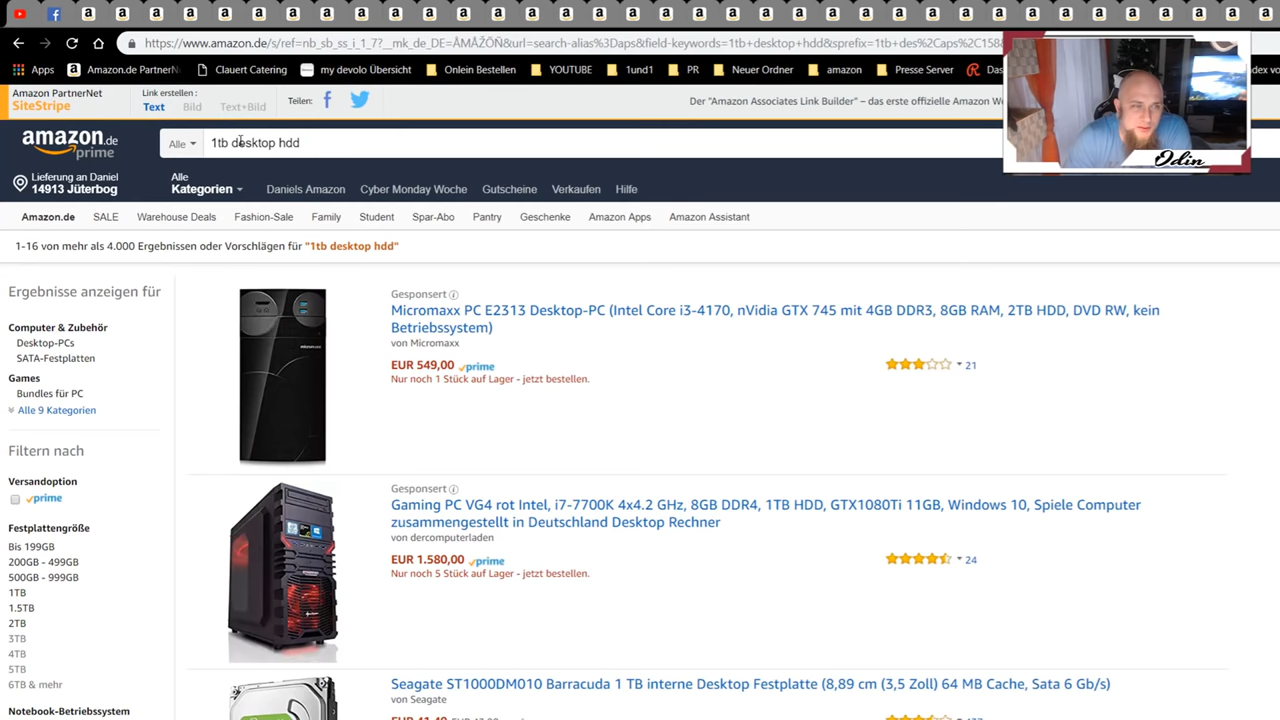 https://www.amazon.de/s/ref=nb_sb_ss_i_1_7?__mk_de_DE=ÅMÅŽÕÑ&url=search-alias%3Daps&field-keywords=1tb+desktop+hdd&sprefix=1tb+des%2Caps%2C158
Apps Amazon.de PartnerN Clauert Catering my devolo Übersicht Onlein Bestellen YOUTUBE 1und1 PR Neuer Ordner amazon Presse Server Das
Amazon PartnerNet
SiteStripe
Link erstellen:
Text Bild Text+Bild
Teilen:
Der "Amazon Associates Link Builder" – das erste offizielle Amazon
amazon.de
prime
Alle
1tb desktop hdd
Odin
Lieferung an Daniel
14913 Jüterbog
Alle
Kategorien
Daniels Amazon Cyber Monday Woche Gutscheine Verkaufen Hilfe
Amazon.de SALE Warehouse Deals Fashion-Sale Family Student Spar-Abo Pantry Geschenke Amazon Apps Amazon Assistant
1-16 von mehr als 4.000 Ergebnissen oder Vorschlägen für "1tb desktop hdd"
Ergebnisse anzeigen für
Computer & Zubehör
Desktop-PCs
SATA-Festplatten
Games
Bundles für PC
Alle 9 Kategorien
Filtern nach
Versandoption
prime
Festplattengröße
Bis 199GB
200GB - 499GB
500GB - 999GB
1TB
1.5TB
2TB
3TB
4TB
5TB
6TB & mehr
Notebook-Betriebssystem
Gesponsert
Micromaxx PC E2313 Desktop-PC (Intel Core i3-4170, nVidia GTX 745 mit 4GB DDR3, 8GB RAM, 2TB HDD, DVD RW, kein
Betriebssystem)
von Micromaxx
EUR 549,00 prime
21
Nur noch 1 Stück auf Lager - jetzt bestellen.
Gesponsert
Gaming PC VG4 rot Intel, i7-7700K 4x4.2 GHz, 8GB DDR4, 1TB HDD, GTX1080Ti 11GB, Windows 10, Spiele Computer
zusammengestellt in Deutschland Desktop Rechner
von dercomputerladen
EUR 1.580,00 prime
24
Nur noch 5 Stück auf Lager - jetzt bestellen.
Seagate ST1000DM010 Barracuda 1 TB interne Desktop Festplatte (8,89 cm (3,5 Zoll) 64 MB Cache, Sata 6 Gb/s)
von Seagate